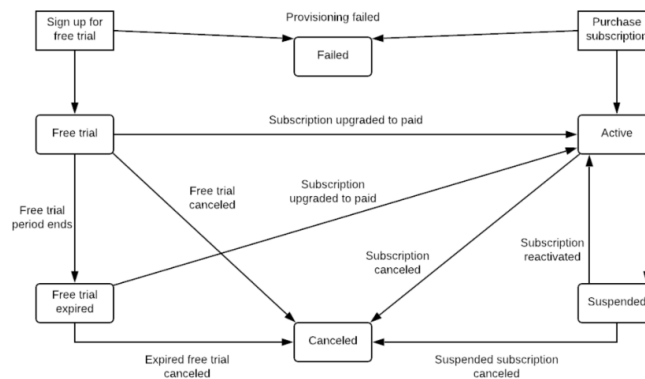 Sign up for
free trial
Provisioning failed
Purchase
subscription
Failed
Free trial
Subscription upgraded to paid
Active
Free trial
canceled
Subscription
upgraded to paid
Free trial
period ends
Subscription
canceled
Subscription
reactivated
Free trial
expired
Suspended
Canceled
Expired free trial
canceled
Suspended subscription
canceled